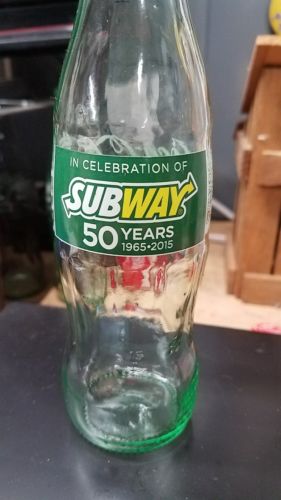 IN CELEBRATION OF
SUBWAY
50 YEARS
1965•2015